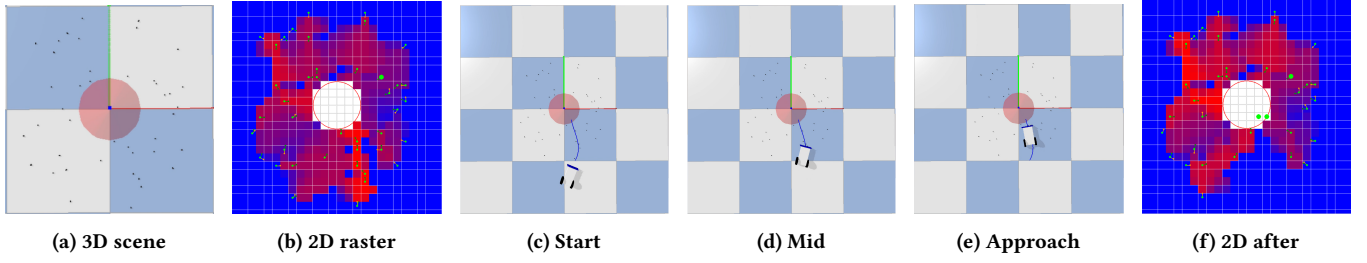 (a) 3D scene
(b) 2D raster
(c) Start
(d) Mid
(e) Approach
(f) 2D after